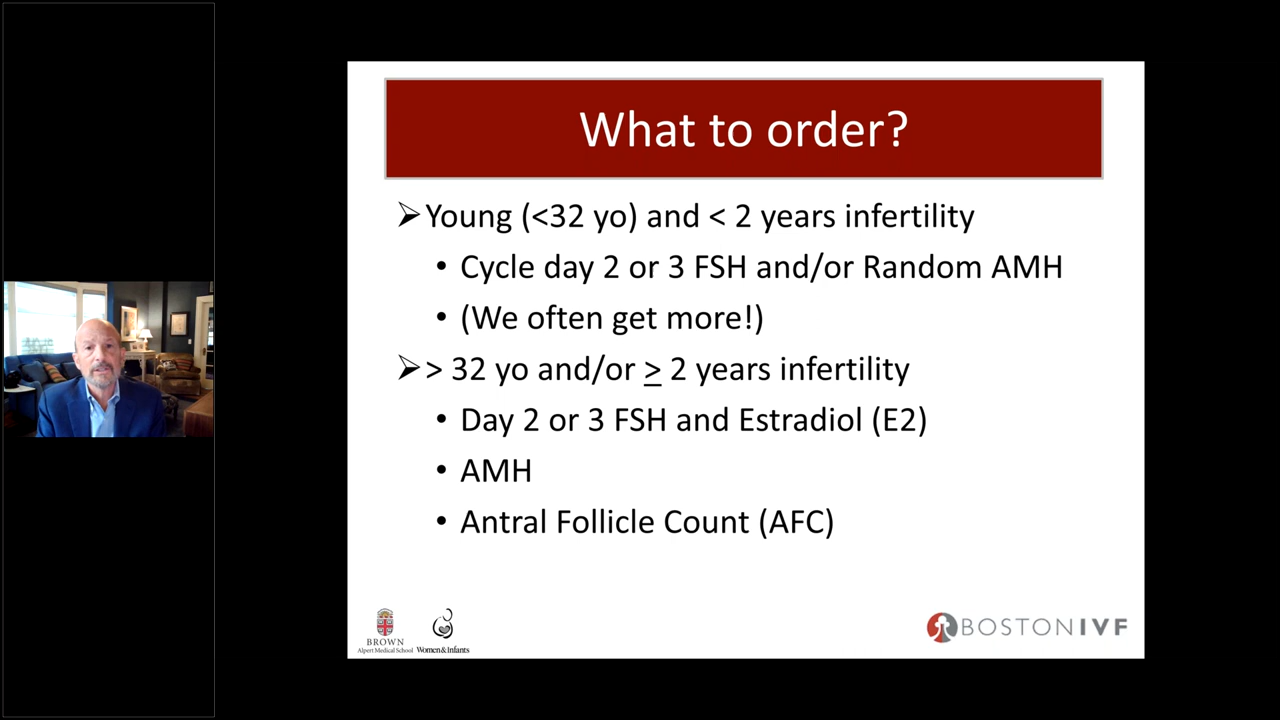 What to order?
➢Young (<32 yo) and < 2 years infertility
• Cycle day 2 or 3 FSH and/or Random AMH
• (We often get more!)
➢> 32 yo and/or ≥ 2 years infertility
• Day 2 or 3 FSH and Estradiol (E2)
• AMH
• Antral Follicle Count (AFC)
BROWN
Alpert Medical School
Women & Infants
BOSTONIVF